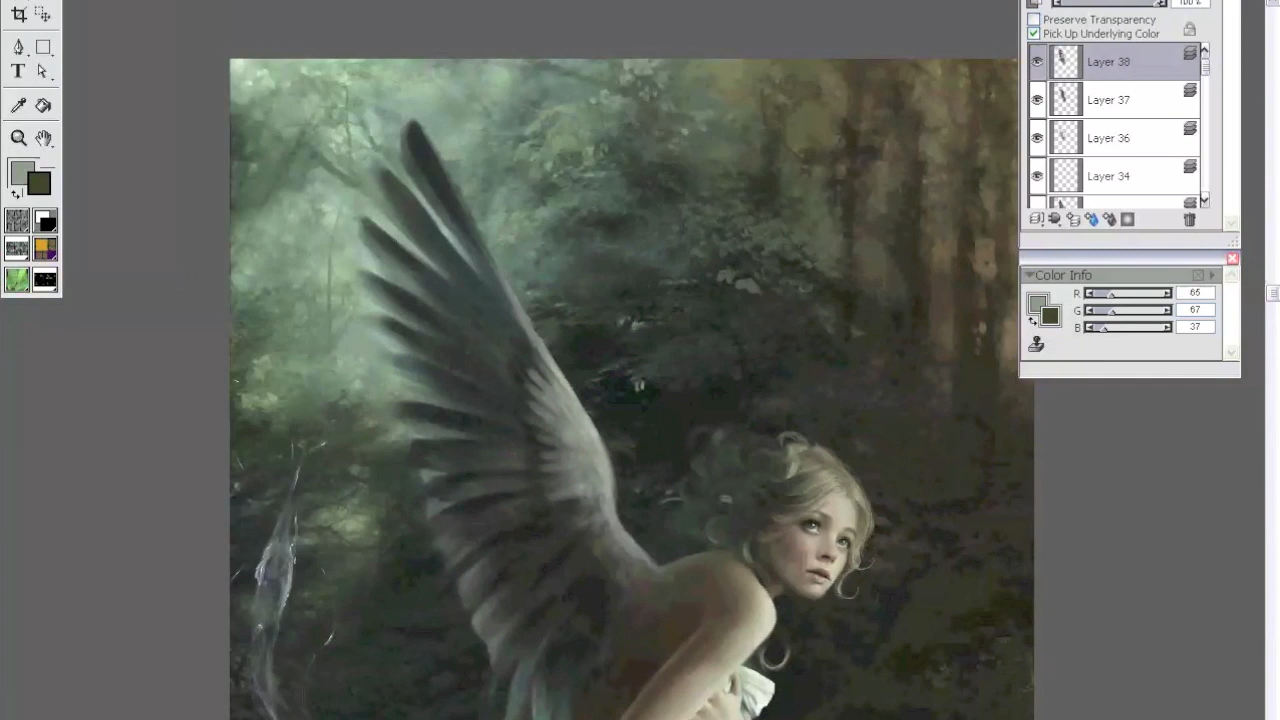 100%
Preserve Transparency
Pick Up Underlying Color
Layer 38
Layer 37
Layer 36
Layer 34
T
Color Info
R 65
G 67
B 37